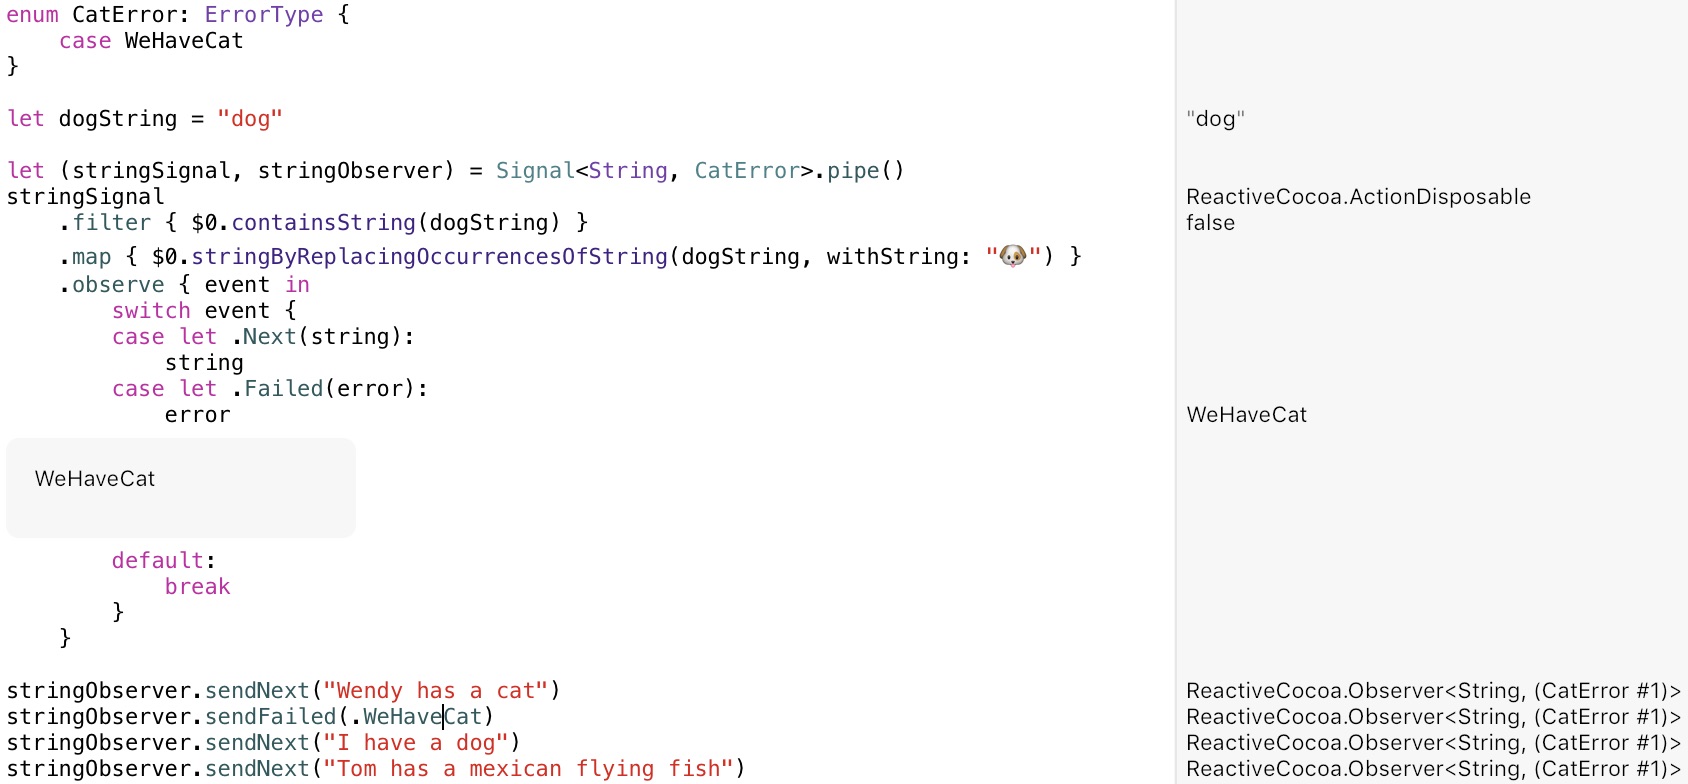 enum CatError: ErrorType {
    case WeHaveCat
}
let dogString = "dog" "dog"
let (stringSignal, stringObserver) = Signal<String, CatError>.pipe()
stringSignal ReactiveCocoa.ActionDisposable
    .filter { $0.containsString(dogString) } false
    .map { $0.stringByReplacingOccurrencesOfString(dogString, withString: "🐶") }
    .observe { event in
        switch event {
        case let .Next(string):
            string
        case let .Failed(error):
            error WeHaveCat
WeHaveCat
        default:
            break
        }
    }
stringObserver.sendNext("Wendy has a cat") ReactiveCocoa.Observer<String, (CatError #1)>
stringObserver.sendFailed(.WeHaveCat) ReactiveCocoa.Observer<String, (CatError #1)>
stringObserver.sendNext("I have a dog") ReactiveCocoa.Observer<String, (CatError #1)>
stringObserver.sendNext("Tom has a mexican flying fish") ReactiveCocoa.Observer<String, (CatError #1)>